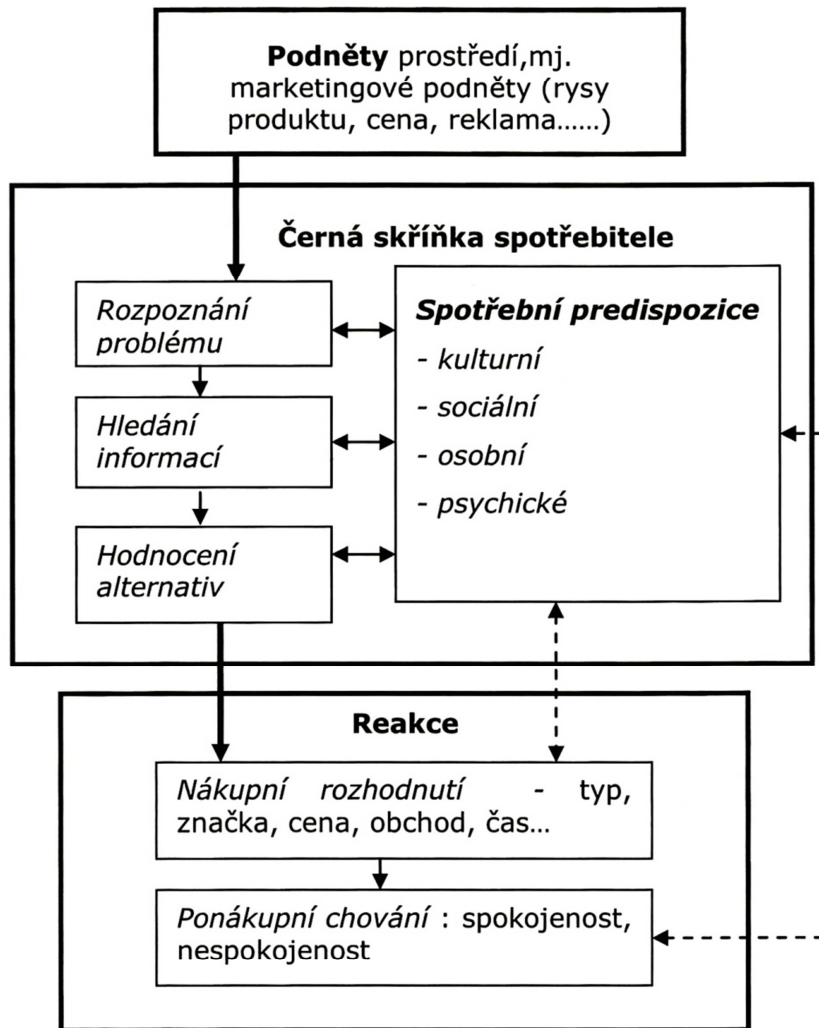 Podněty prostředí,mj.
marketingové podněty (rysy
produktu, cena, reklama......)
Černá skříňka spotřebitele
Rozpoznání
problému
Hledání
informací
Hodnocení
alternativ
Spotřební predispozice
- kulturní
- sociální
- osobní
- psychické
Reakce
Nákupní rozhodnutí - typ,
značka, cena, obchod, čas…
Ponákupní chování : spokojenost,
nespokojenost